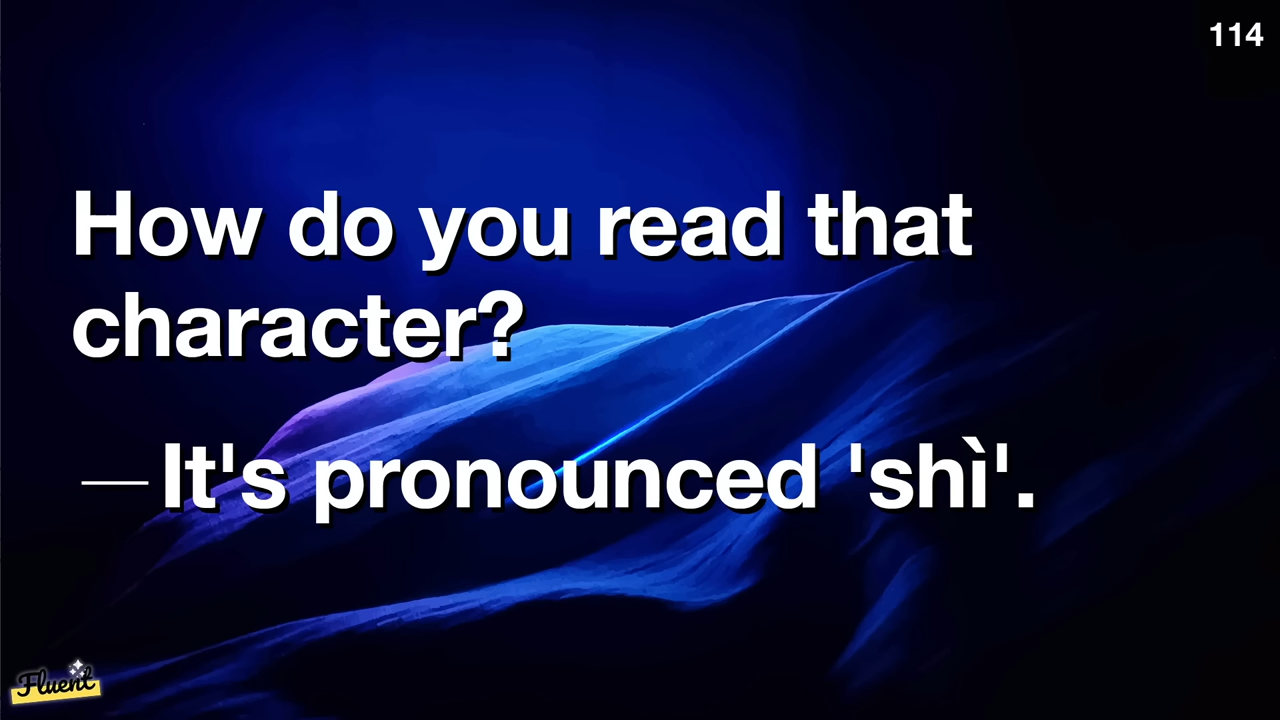 114
How do you read that
character?
—It's pronounced 'shì'.
Fluent